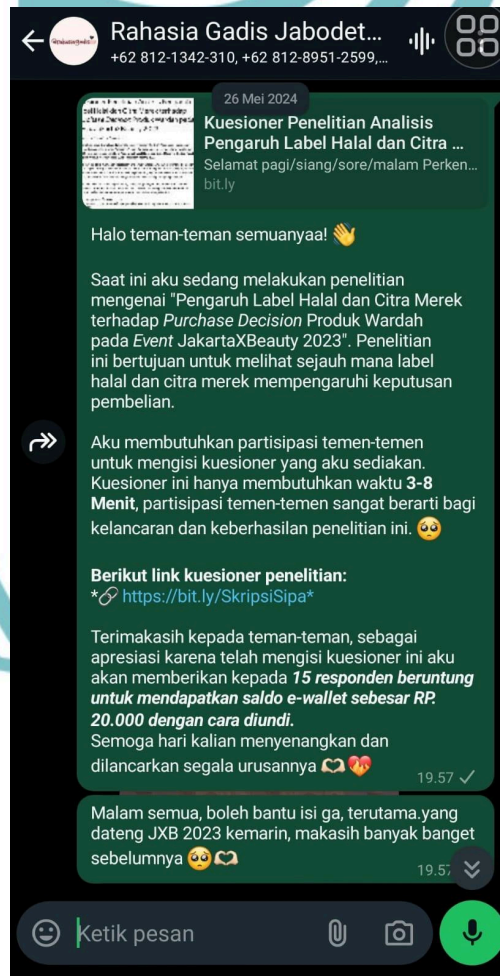 Rahasia Gadis Jabodet...
+62 812-1342-310, +62 812-8951-2599,...
26 Mei 2024
Kuesioner Penelitian Analisis
Pengaruh Label Halal dan Citra ...
Selamat pagi/siang/sore/malam Perken...
bit.ly
Halo teman-teman semuanyaa! 👋
Saat ini aku sedang melakukan penelitian
mengenai "Pengaruh Label Halal dan Citra Merek
terhadap Purchase Decision Produk Wardah
pada Event JakartaXBeauty 2023". Penelitian
ini bertujuan untuk melihat sejauh mana label
halal dan citra merek mempengaruhi keputusan
pembelian.
Aku membutuhkan partisipasi temen-temen
untuk mengisi kuesioner yang aku sediakan.
Kuesioner ini hanya membutuhkan waktu 3-8
Menit, partisipasi temen-temen sangat berarti bagi
kelancaran dan keberhasilan penelitian ini. 🥺
Berikut link kuesioner penelitian:
*🔗 https://bit.ly/SkripsiSipa*
Terimakasih kepada teman-teman, sebagai
apresiasi karena telah mengisi kuesioner ini aku
akan memberikan kepada 15 responden beruntung
untuk mendapatkan saldo e-wallet sebesar RP.
20.000 dengan cara diundi.
Semoga hari kalian menyenangkan dan
dilancarkan segala urusannya 🫶🏻💖
19.57
Malam semua, boleh bantu isi ga, terutama.yang
dateng JXB 2023 kemarin, makasih banyak banget
sebelumnya 🥺🫶🏻
19.57
Ketik pesan